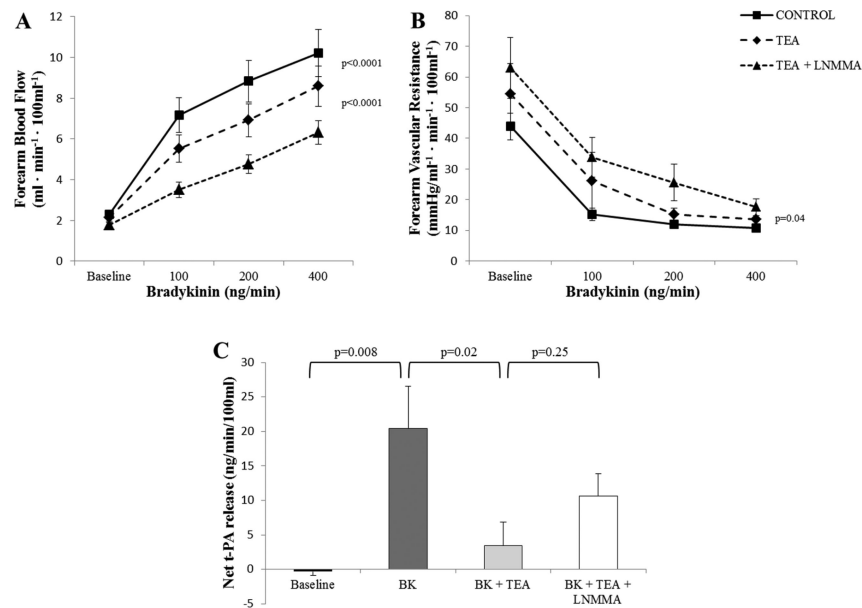 A
Forearm Blood Flow
(ml · min⁻¹ · 100ml⁻¹)
12
10
8
6
4
2
0
p<0.0001
p<0.0001
Baseline 100 200 400
Bradykinin (ng/min)
B
CONTROL
TEA
TEA + LNMMA
Forearm Vascular Resistance
(mmHg/ml⁻¹ · min⁻¹ · 100ml⁻¹)
80
70
60
50
40
30
20
10
0
p=0.04
Baseline 100 200 400
Bradykinin (ng/min)
C
p=0.008 p=0.02 p=0.25
Net t-PA release (ng/min/100ml)
30
25
20
15
10
5
0
-5
Baseline BK BK + TEA BK + TEA +
LNMMA